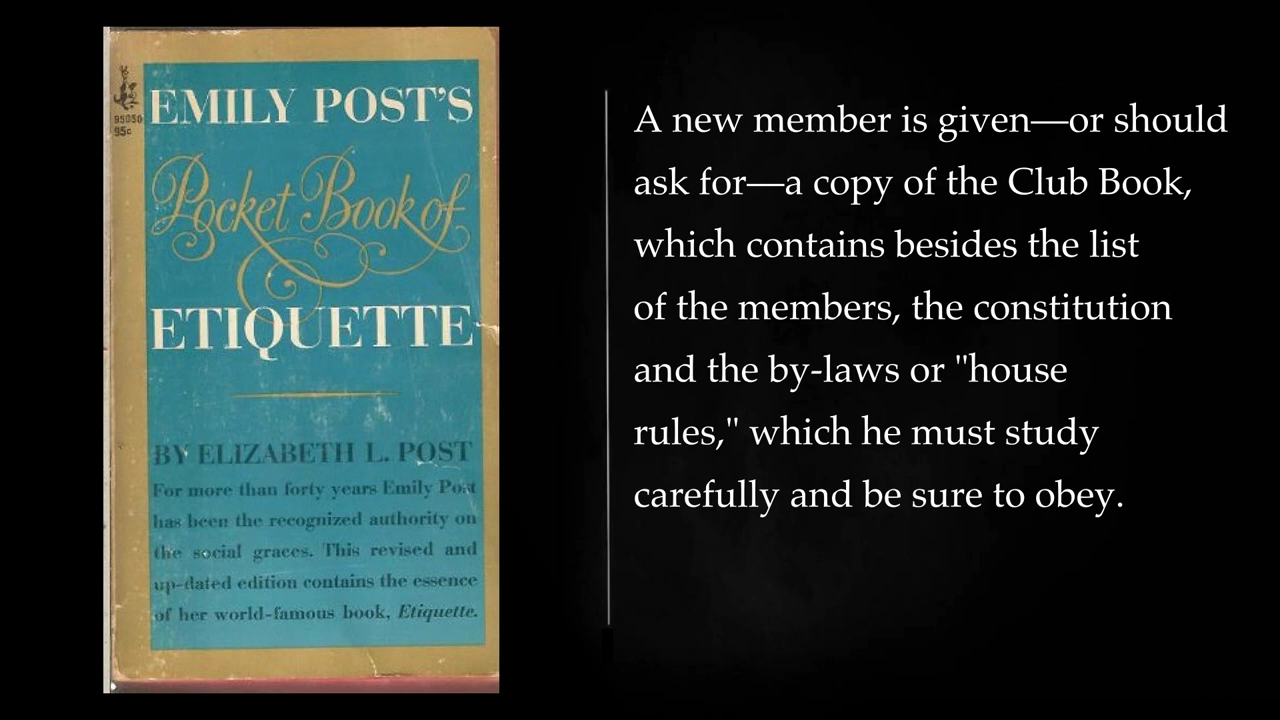 EMILY POST'S
Pocket Book of
ETIQUETTE
95050
95c
BY ELIZABETH L. POST
For more than forty years Emily Post
has been the recognized authority on
the social graces. This revised and
up-dated edition contains the essence
of her world-famous book, Etiquette.
A new member is given—or should
ask for—a copy of the Club Book,
which contains besides the list
of the members, the constitution
and the by-laws or "house
rules," which he must study
carefully and be sure to obey.